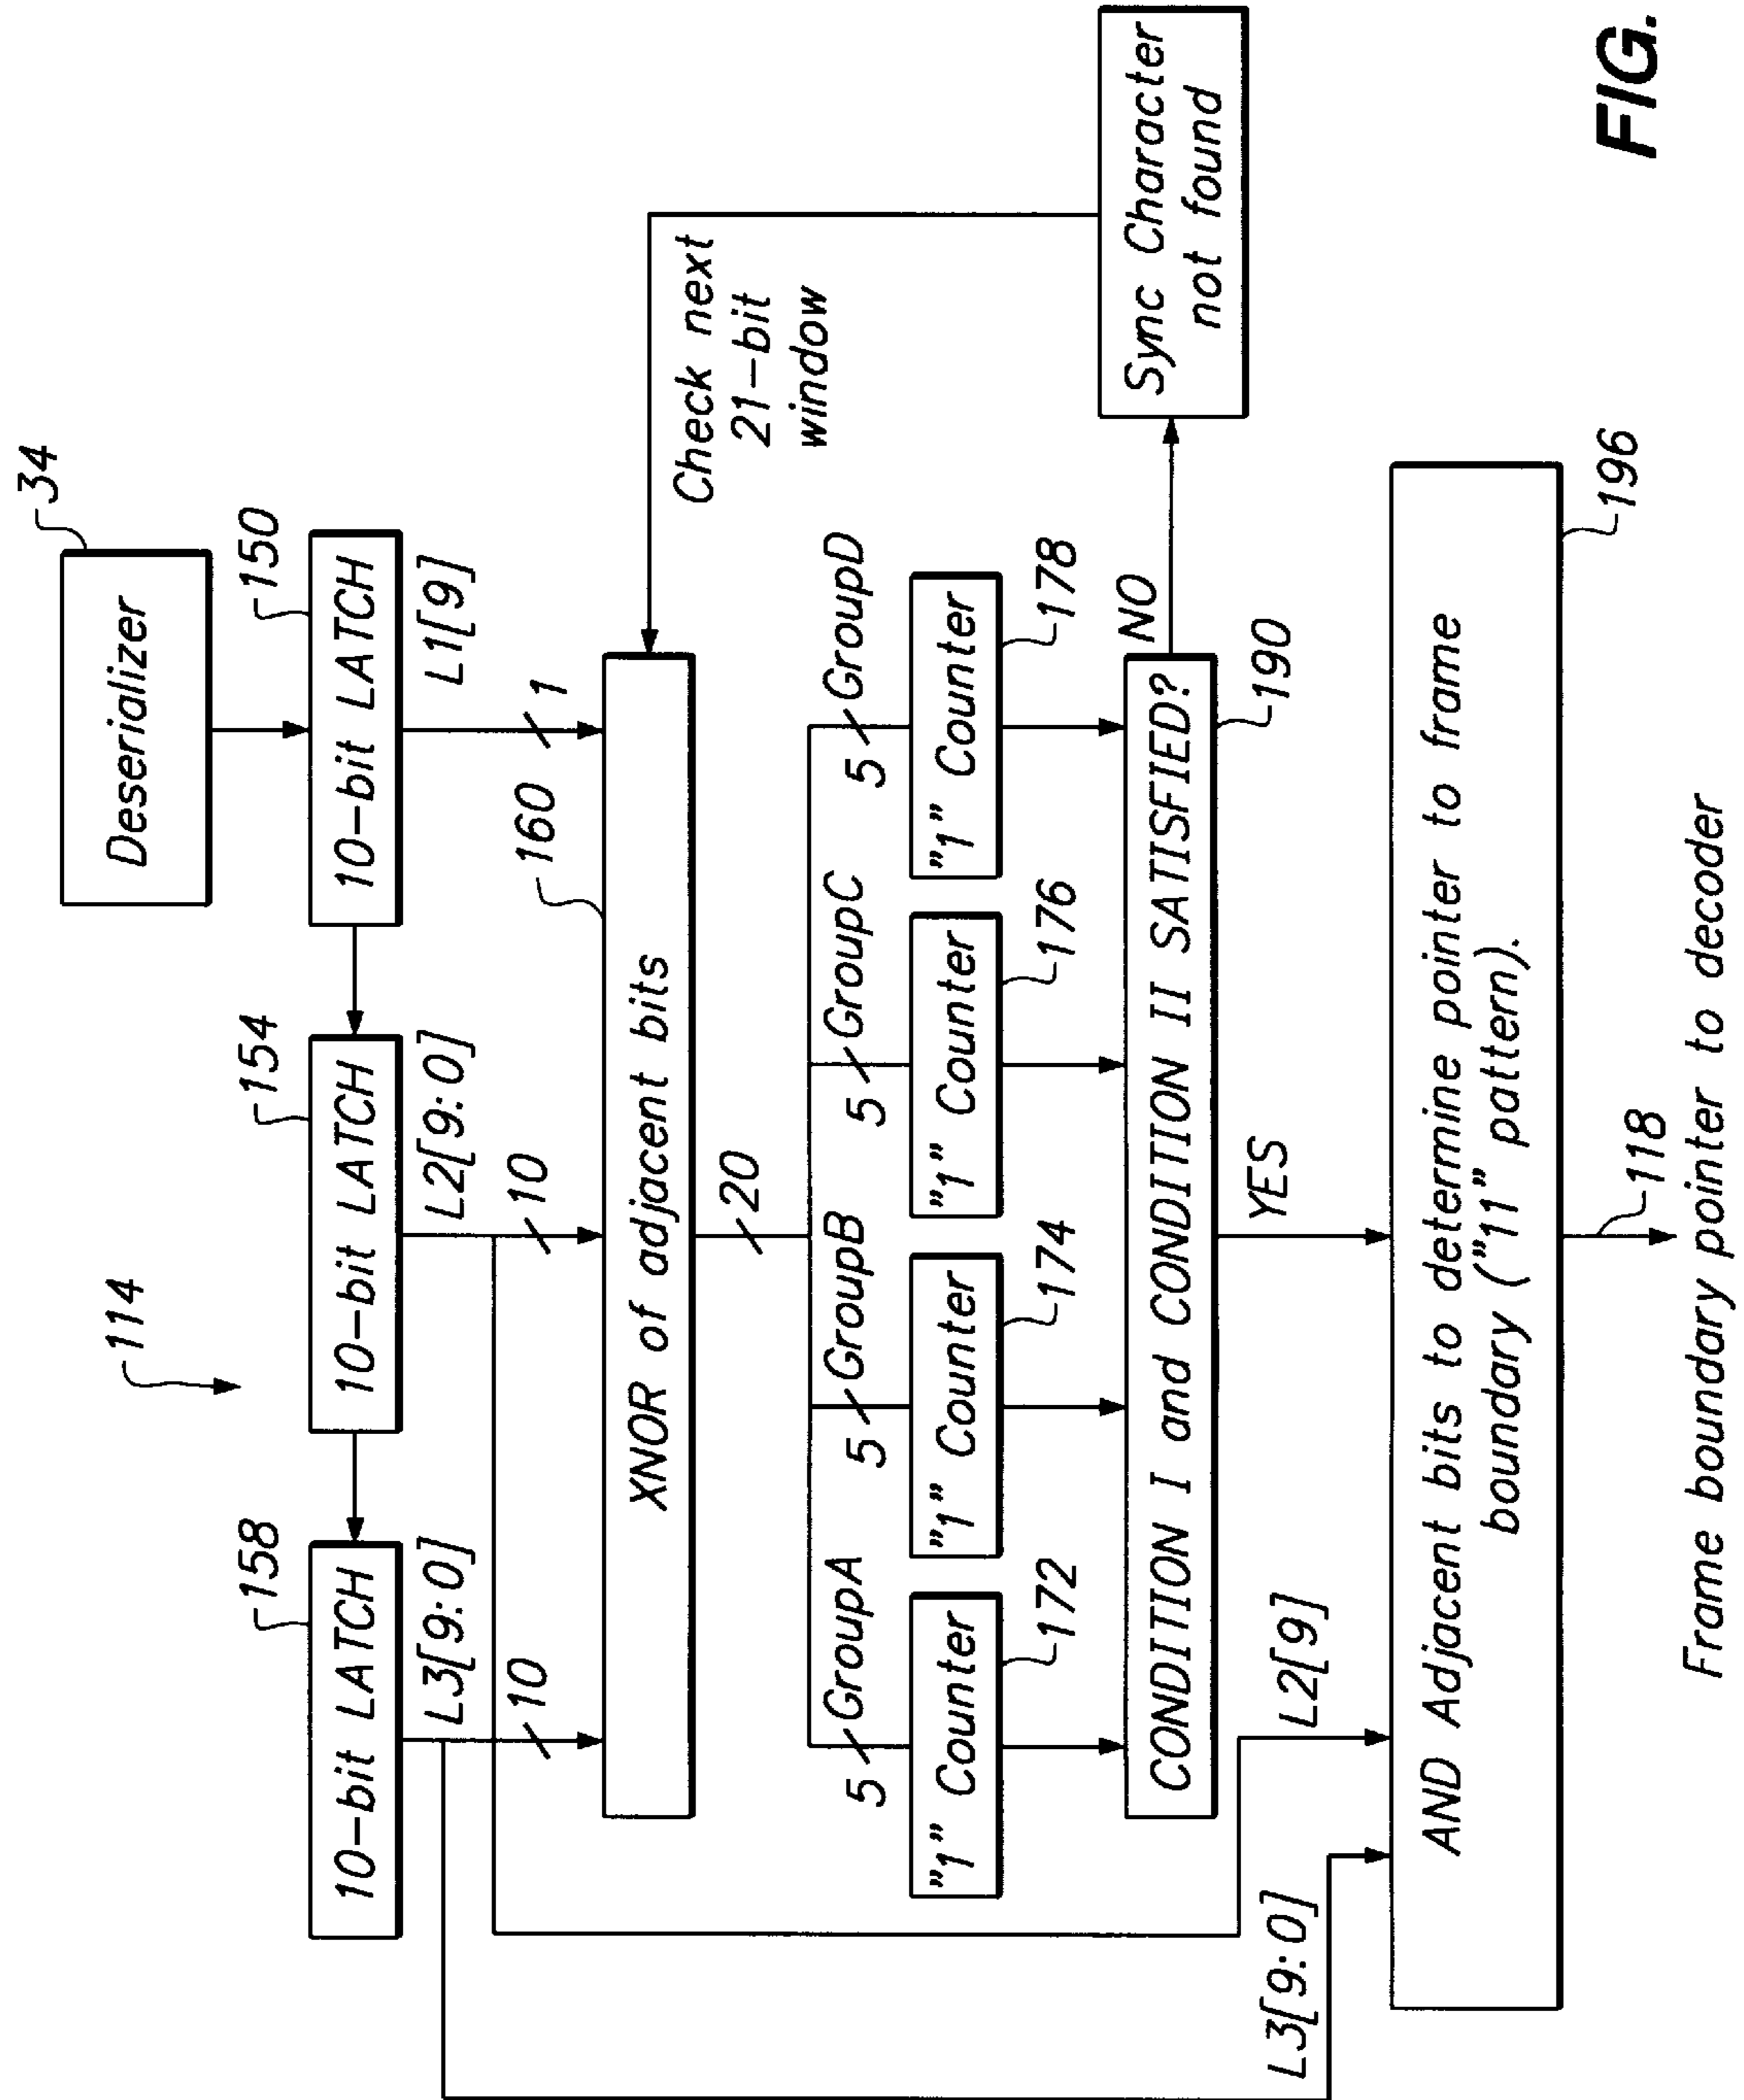 114
Deserializer
34
158
154
150
10-bit LATCH
10-bit LATCH
10-bit LATCH
L3[9:0]
L2[9:0]
L1[9]
10
10
1
160
XNOR of adjacent bits
Check next
21-bit
window
20
5
GroupA
5
GroupB
5
GroupC
5
GroupD
"1" Counter
"1" Counter
"1" Counter
"1" Counter
172
174
176
178
CONDITION I and CONDITION II SATISFIED?
NO
190
Sync Character
not found
YES
L3[9:0]
L2[9]
AND Adjacent bits to determine pointer to frame
boundary ("11" pattern).
196
118
Frame boundary pointer to decoder
FIG.